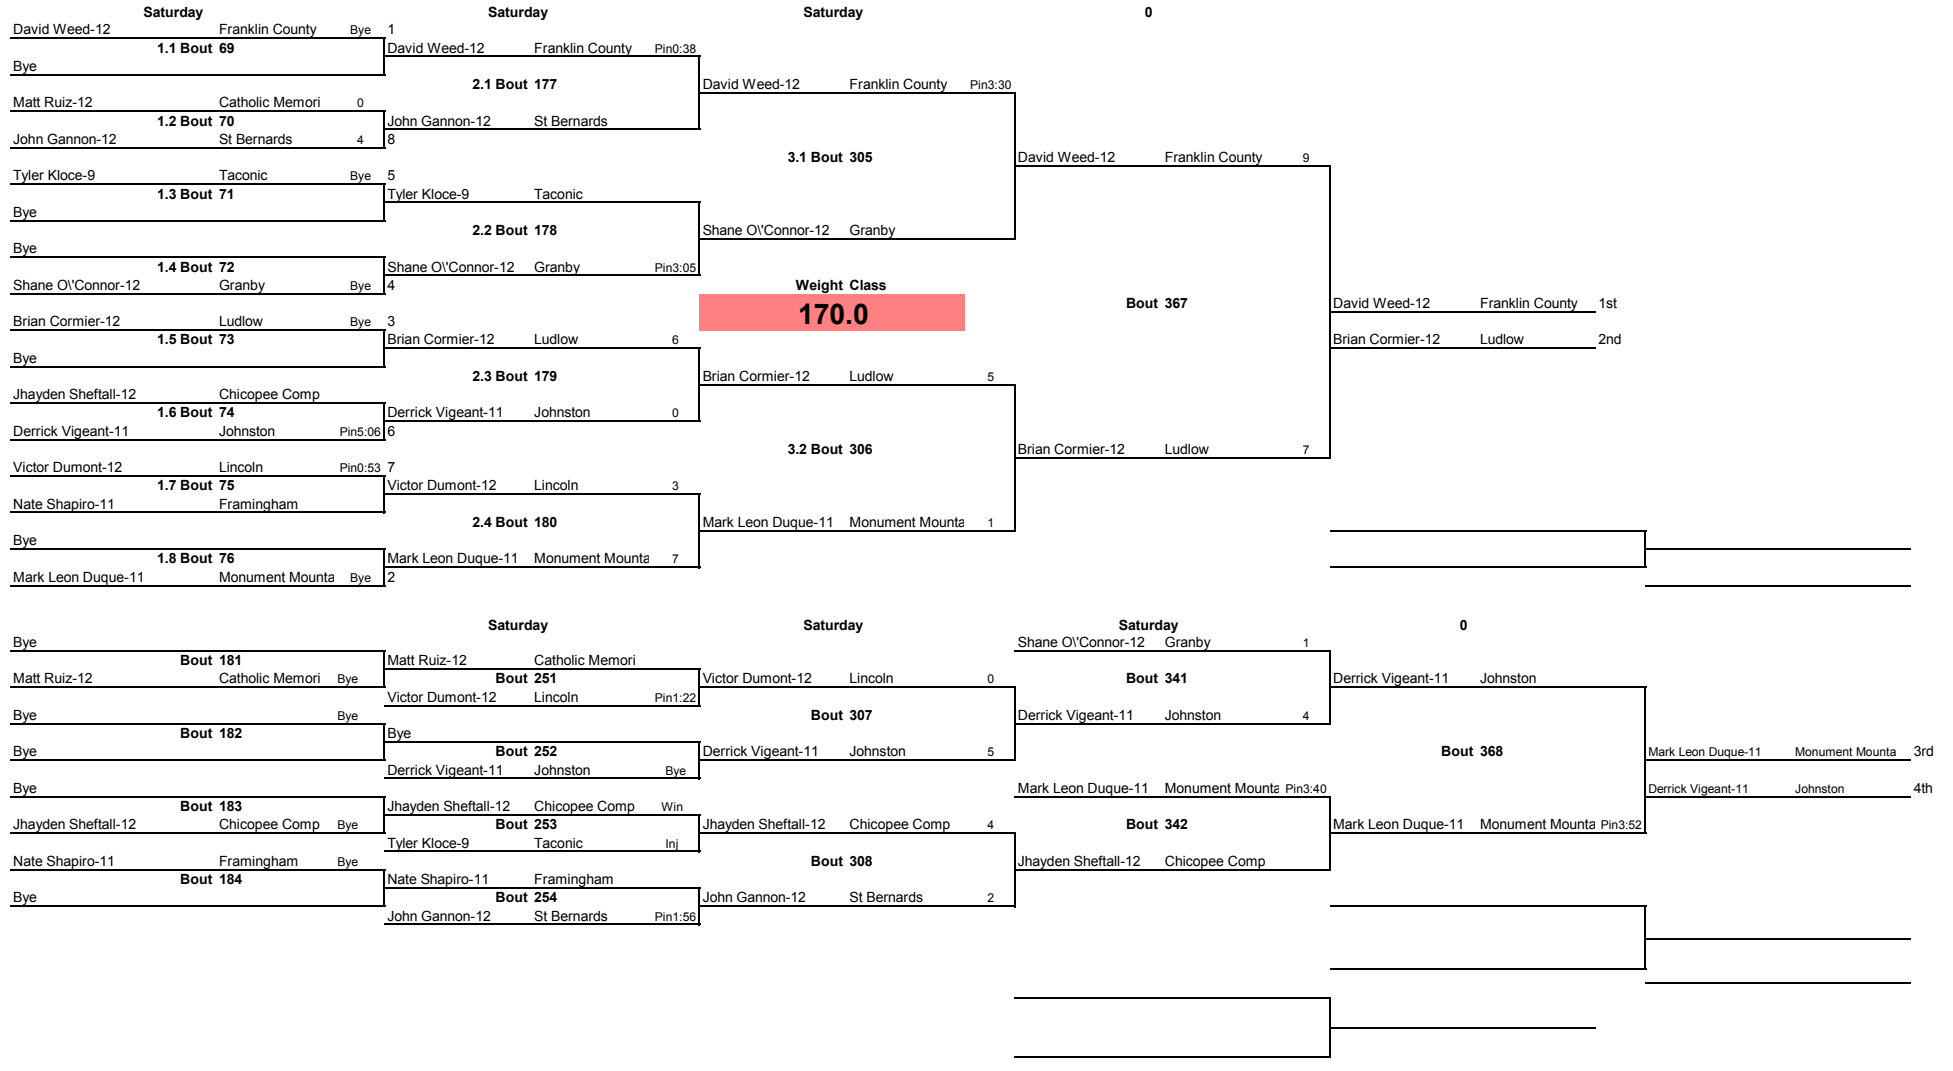 Saturday Saturday Saturday 0
David Weed-12 Franklin County Bye 1
1.1 Bout 69 David Weed-12 Franklin County Pin0:38
Bye
2.1 Bout 177 David Weed-12 Franklin County Pin3:30
Matt Ruiz-12 Catholic Memori 0
1.2 Bout 70 John Gannon-12 St Bernards
John Gannon-12 St Bernards 4 8
3.1 Bout 305 David Weed-12 Franklin County 9
Tyler Kloce-9 Taconic Bye 5
1.3 Bout 71 Tyler Kloce-9 Taconic
Bye
2.2 Bout 178 Shane O\'Connor-12 Granby
Bye
1.4 Bout 72 Shane O\'Connor-12 Granby Pin3:05
Shane O\'Connor-12 Granby Bye 4 Weight Class
Bout 367 David Weed-12 Franklin County 1st
170.0
Brian Cormier-12 Ludlow Bye 3
1.5 Bout 73 Brian Cormier-12 Ludlow 6 Brian Cormier-12 Ludlow 2nd
Bye
2.3 Bout 179 Brian Cormier-12 Ludlow 5
Jhayden Sheftall-12 Chicopee Comp
1.6 Bout 74 Derrick Vigeant-11 Johnston 0
Derrick Vigeant-11 Johnston Pin5:06 6
3.2 Bout 306 Brian Cormier-12 Ludlow 7
Victor Dumont-12 Lincoln Pin0:53 7
1.7 Bout 75 Victor Dumont-12 Lincoln 3
Nate Shapiro-11 Framingham
2.4 Bout 180 Mark Leon Duque-11 Monument Mounta 1
Bye
1.8 Bout 76 Mark Leon Duque-11 Monument Mounta 7
Mark Leon Duque-11 Monument Mounta Bye 2
Saturday Saturday Saturday 0
Bye Shane O\'Connor-12 Granby 1
Bout 181 Matt Ruiz-12 Catholic Memori
Matt Ruiz-12 Catholic Memori Bye Bout 251 Victor Dumont-12 Lincoln 0 Bout 341 Derrick Vigeant-11 Johnston
Victor Dumont-12 Lincoln Pin1:22
Bye Bye Bout 307 Derrick Vigeant-11 Johnston 4
Bout 182 Bye
Bye Bout 252 Derrick Vigeant-11 Johnston 5 Bout 368 Mark Leon Duque-11 Monument Mounta 3rd
Derrick Vigeant-11 Johnston Bye
Bye Mark Leon Duque-11 Monument Mounta Pin3:40 Derrick Vigeant-11 Johnston 4th
Bout 183 Jhayden Sheftall-12 Chicopee Comp Win
Jhayden Sheftall-12 Chicopee Comp Bye Bout 253 Jhayden Sheftall-12 Chicopee Comp 4 Bout 342 Mark Leon Duque-11 Monument Mounta Pin3:52
Tyler Kloce-9 Taconic Inj
Nate Shapiro-11 Framingham Bye Bout 308 Jhayden Sheftall-12 Chicopee Comp
Bout 184 Nate Shapiro-11 Framingham
Bye Bout 254 John Gannon-12 St Bernards 2
John Gannon-12 St Bernards Pin1:56